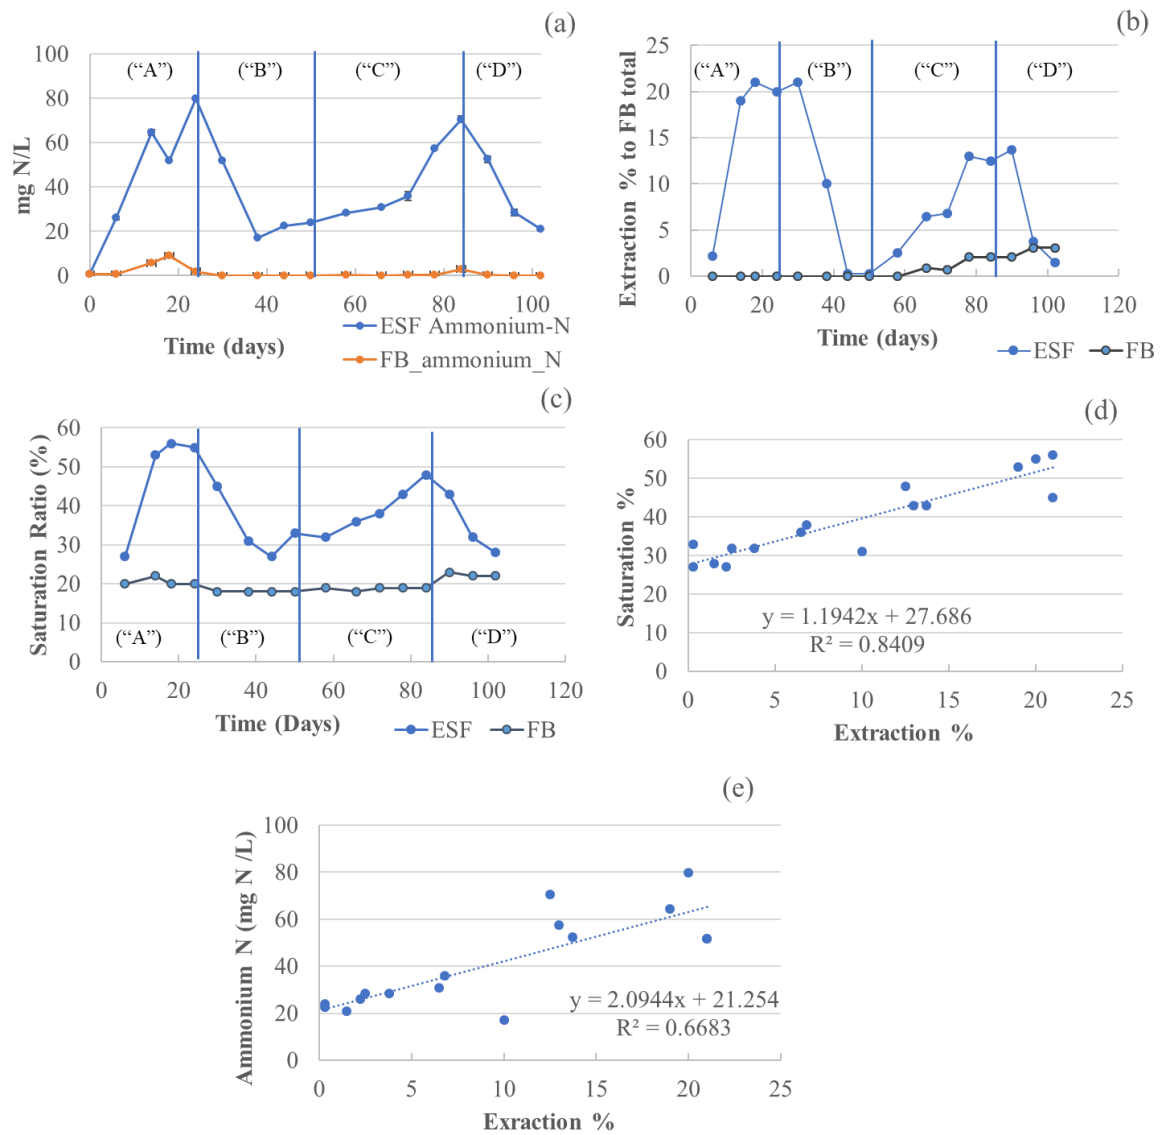 (a)
100
80
60
40
20
0
mg N/L
(“A”)
(“B”)
(“C”)
(“D”)
0 20 40 60 80 100
Time (days)
ESF Ammonium-N
FB_ammonium_N
(b)
25
20
15
10
5
0
Extraction % to FB total
(“A”)
(“B”)
(“C”)
(“D”)
0 20 40 60 80 100 120
Time (days)
ESF FB
(c)
60
50
40
30
20
10
0
Saturation Ratio (%)
(“A”)
(“B”)
(“C”)
(“D”)
0 20 40 60 80 100 120
Time (Days)
ESF FB
(d)
60
50
40
30
20
10
0
Saturation %
y = 1.1942x + 27.686
R² = 0.8409
0 5 10 15 20 25
Extraction %
(e)
100
80
60
40
20
0
Ammonium N (mg N /L)
y = 2.0944x + 21.254
R² = 0.6683
0 5 10 15 20 25
Exraction %